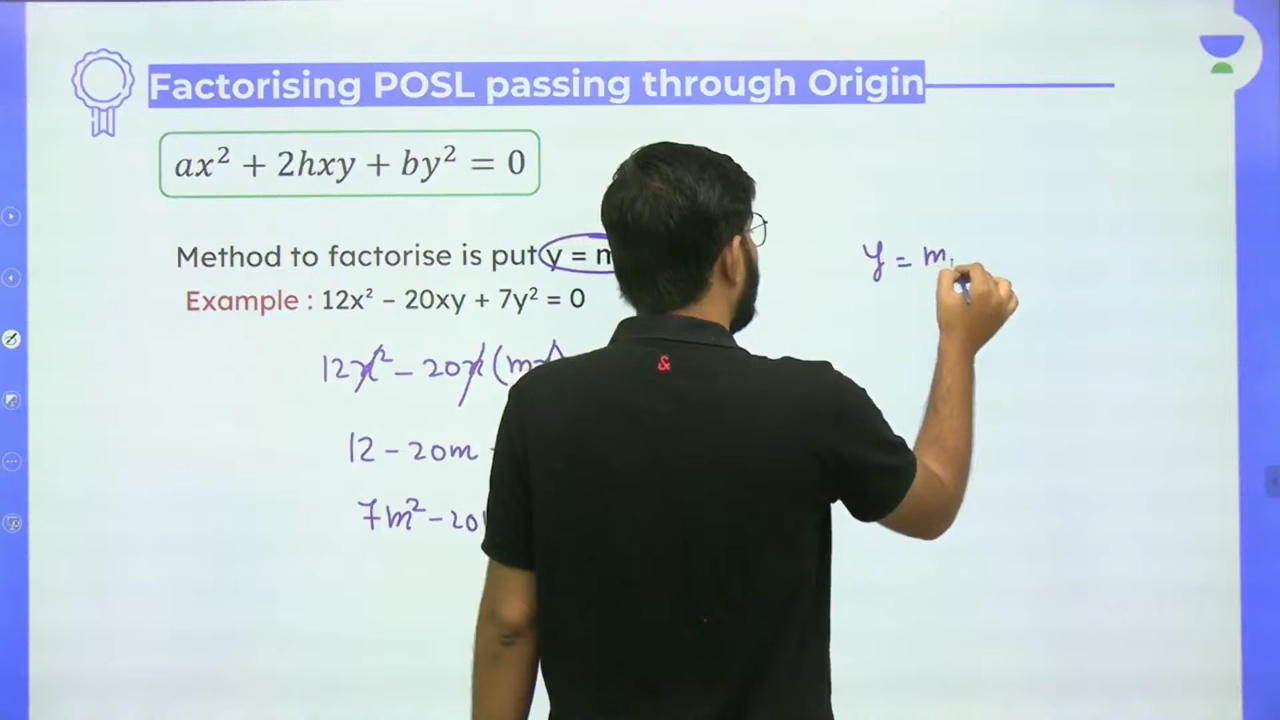 Factorising POSL passing through Origin
ax² + 2hxy + by² = 0
Method to factorise is put y = m
Example : 12x² − 20xy + 7y² = 0
y = m
12x² − 20x (m
12 − 20m
7m² − 20
&